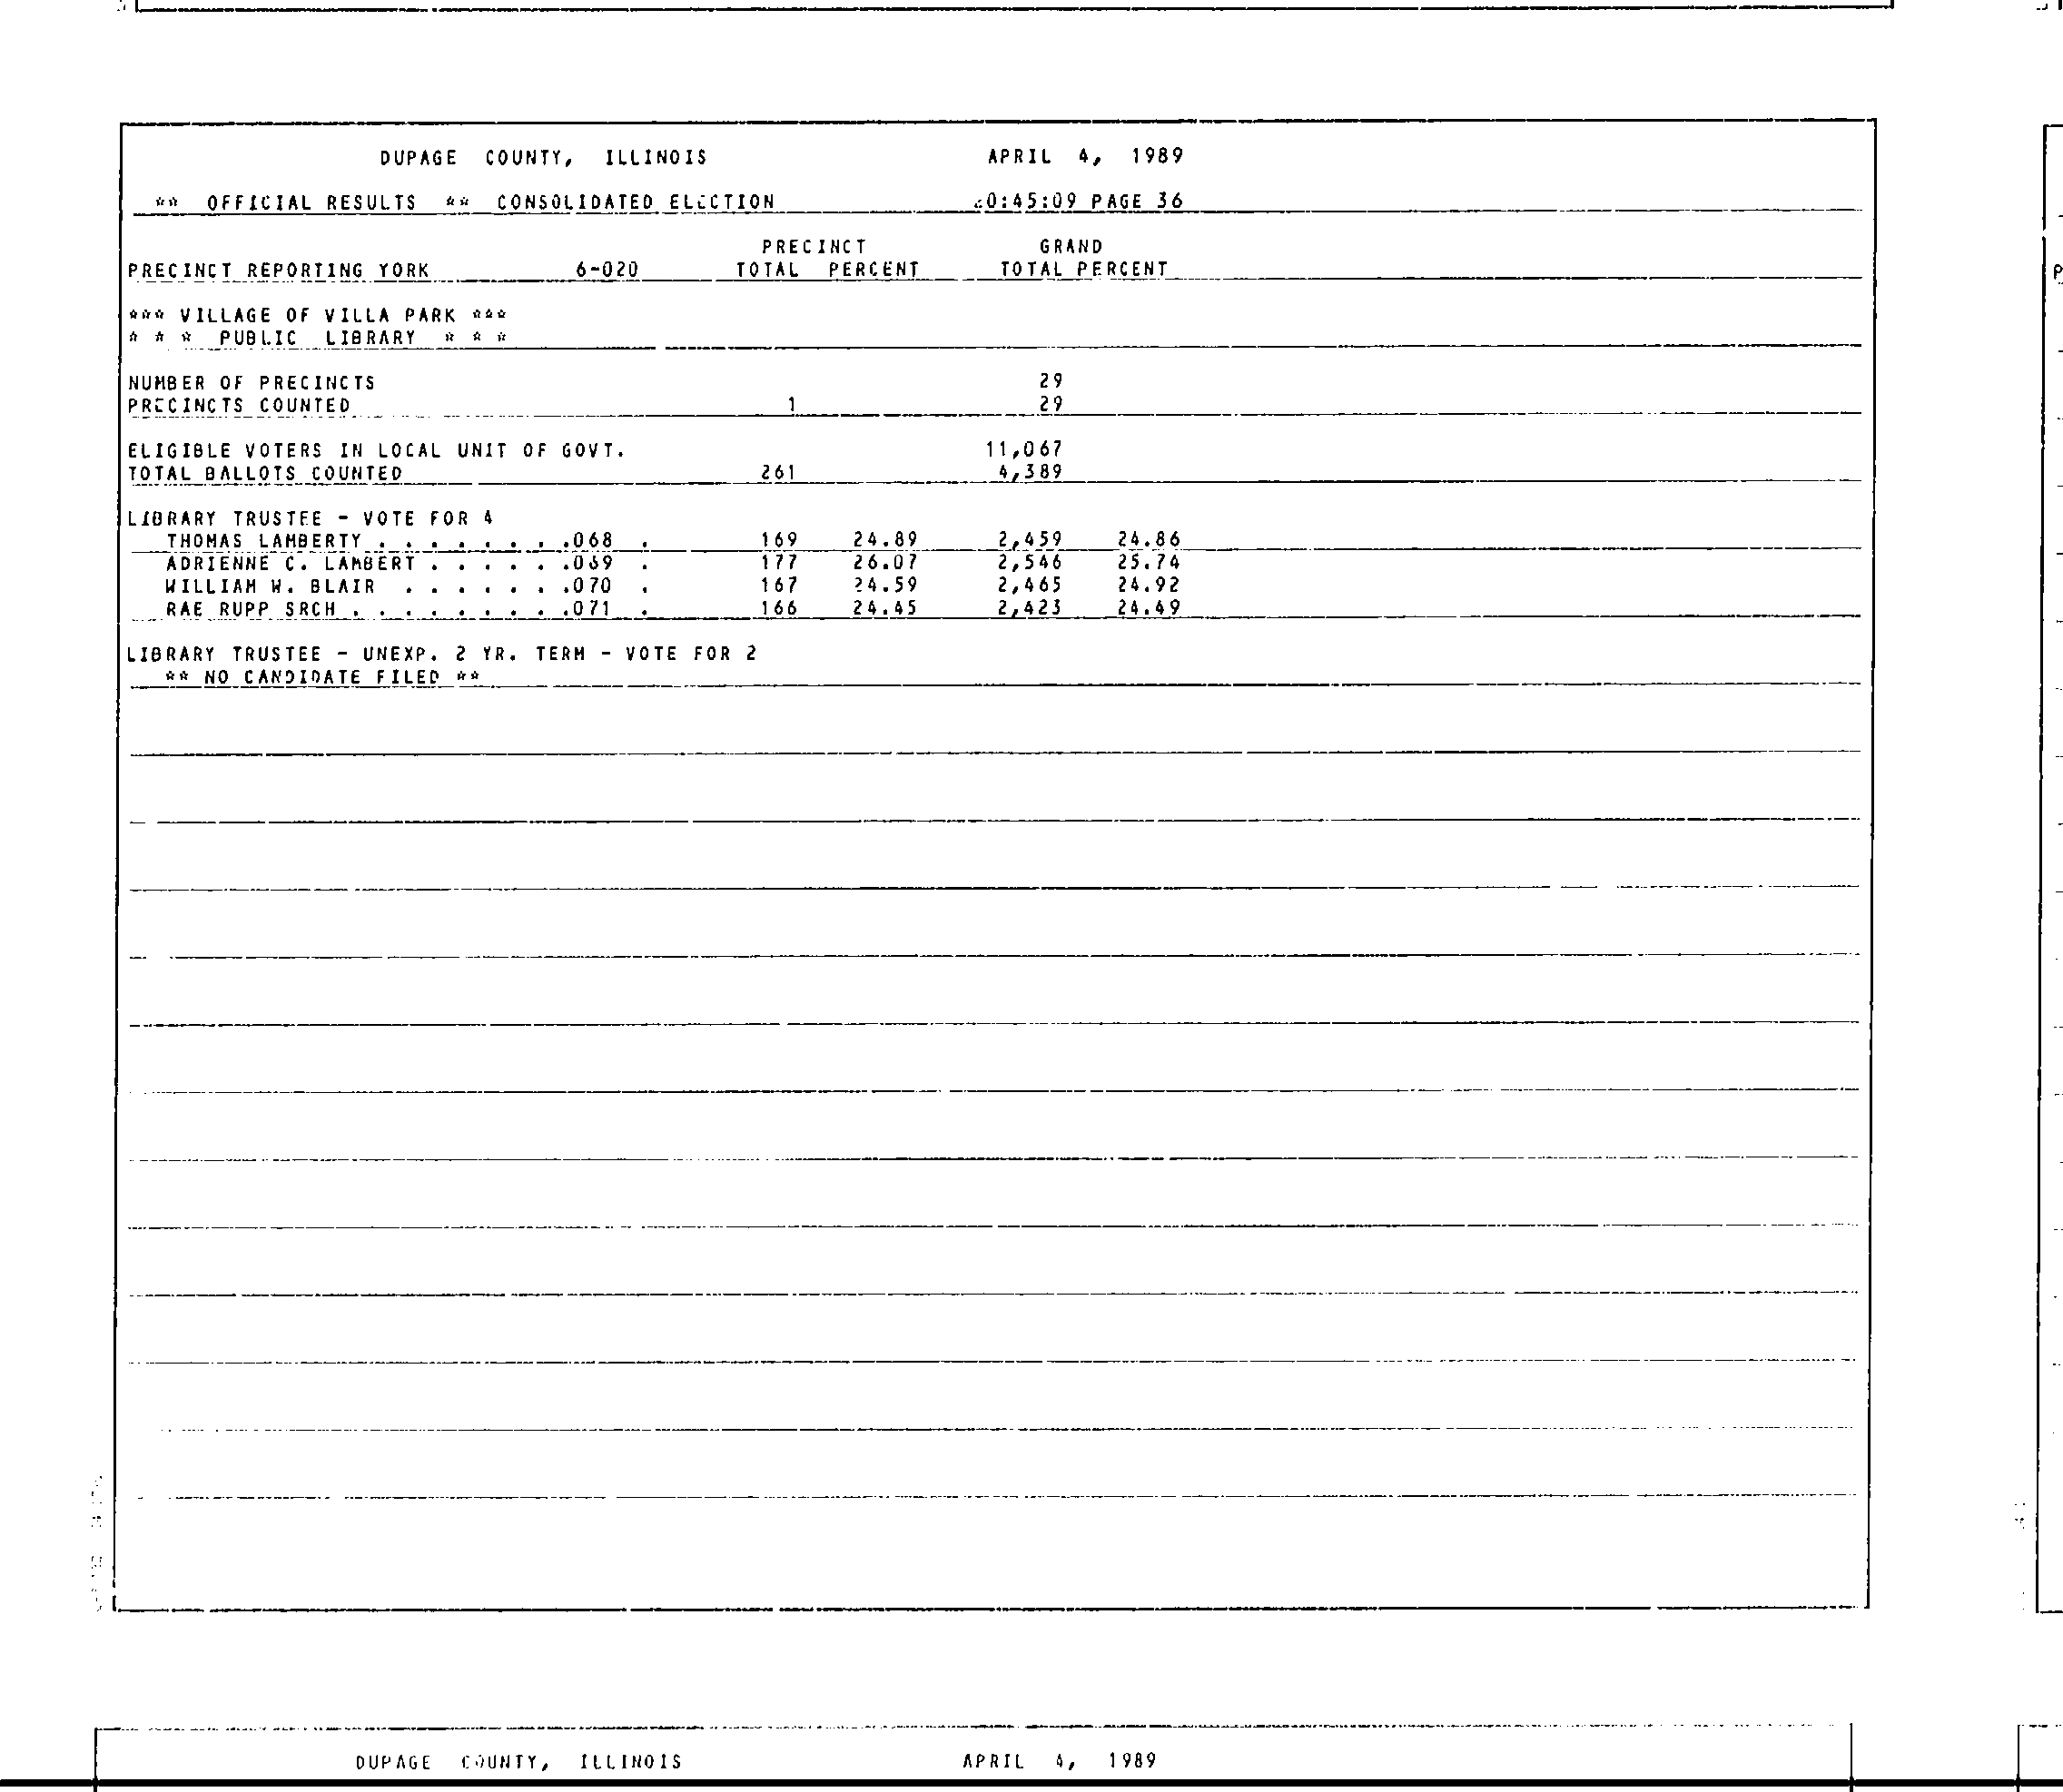 DUPAGE COUNTY, ILLINOIS APRIL 4, 1989
** OFFICIAL RESULTS ** CONSOLIDATED ELECTION :0:45:09 PAGE 36
PRECINCT GRAND
PRECINCT REPORTING YORK 6-020 TOTAL PERCENT TOTAL PERCENT
*** VILLAGE OF VILLA PARK ***
* * * PUBLIC LIBRARY * * *
NUMBER OF PRECINCTS 29
PRECINCTS COUNTED 1 29
ELIGIBLE VOTERS IN LOCAL UNIT OF GOVT. 11,067
TOTAL BALLOTS COUNTED 261 4,389
LIBRARY TRUSTEE - VOTE FOR 4
THOMAS LAMBERTY . . . . . . . .068 . 169 24.89 2,459 24.86
ADRIENNE C. LAMBERT . . . . . .069 . 177 26.07 2,546 25.74
WILLIAM W. BLAIR . . . . . . .070 . 167 24.59 2,465 24.92
RAE RUPP SRCH . . . . . . . . .071 . 166 24.45 2,423 24.49
LIBRARY TRUSTEE - UNEXP. 2 YR. TERM - VOTE FOR 2
** NO CANDIDATE FILED **
DUPAGE COUNTY, ILLINOIS APRIL 4, 1989